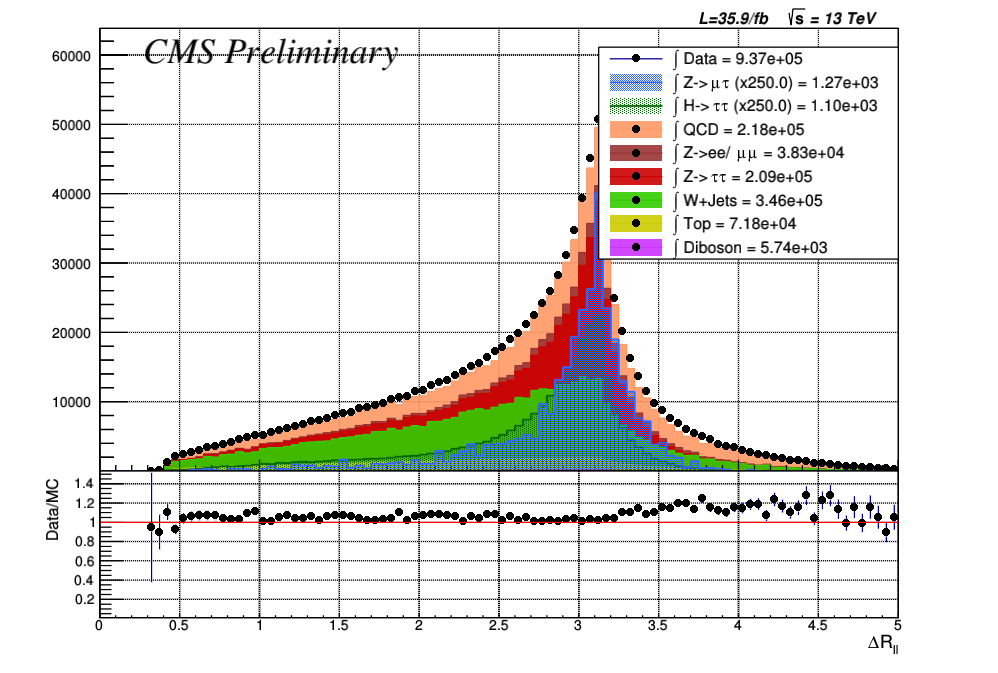 L=35.9/fb √s = 13 TeV
CMS Preliminary
60000
50000
40000
30000
20000
10000
∫ Data = 9.37e+05
∫ Z->μτ (x250.0) = 1.27e+03
∫ H->ττ (x250.0) = 1.10e+03
∫ QCD = 2.18e+05
∫ Z->ee/ μμ = 3.83e+04
∫ Z->ττ = 2.09e+05
∫ W+Jets = 3.46e+05
∫ Top = 7.18e+04
∫ Diboson = 5.74e+03
Data/MC
1.4
1.2
1
0.8
0.6
0.4
0.2
0 0.5 1 1.5 2 2.5 3 3.5 4 4.5 5
ΔR_ll